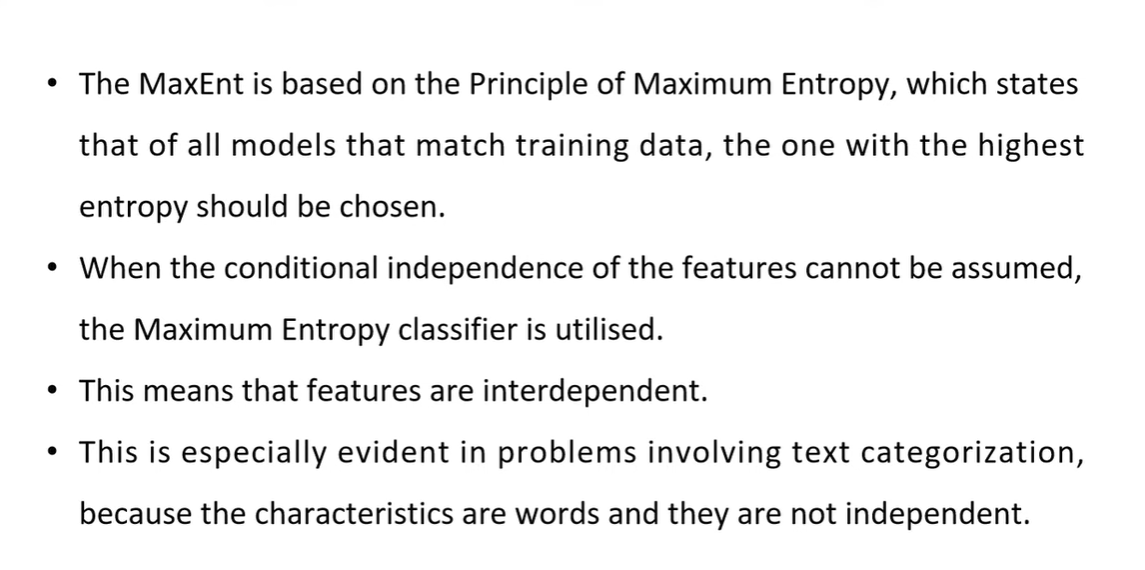 • The MaxEnt is based on the Principle of Maximum Entropy, which states
that of all models that match training data, the one with the highest
entropy should be chosen.
• When the conditional independence of the features cannot be assumed,
the Maximum Entropy classifier is utilised.
• This means that features are interdependent.
• This is especially evident in problems involving text categorization,
because the characteristics are words and they are not independent.